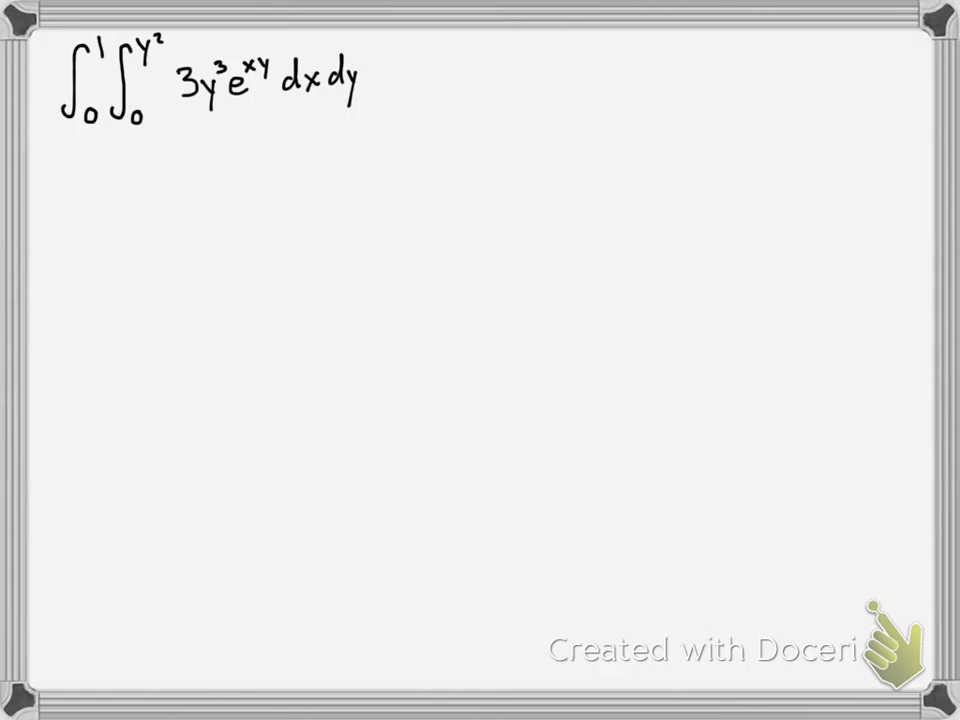 ∫₀¹ ∫₀^{y²} 3y³e^{xy} dx dy
Created with Doceri